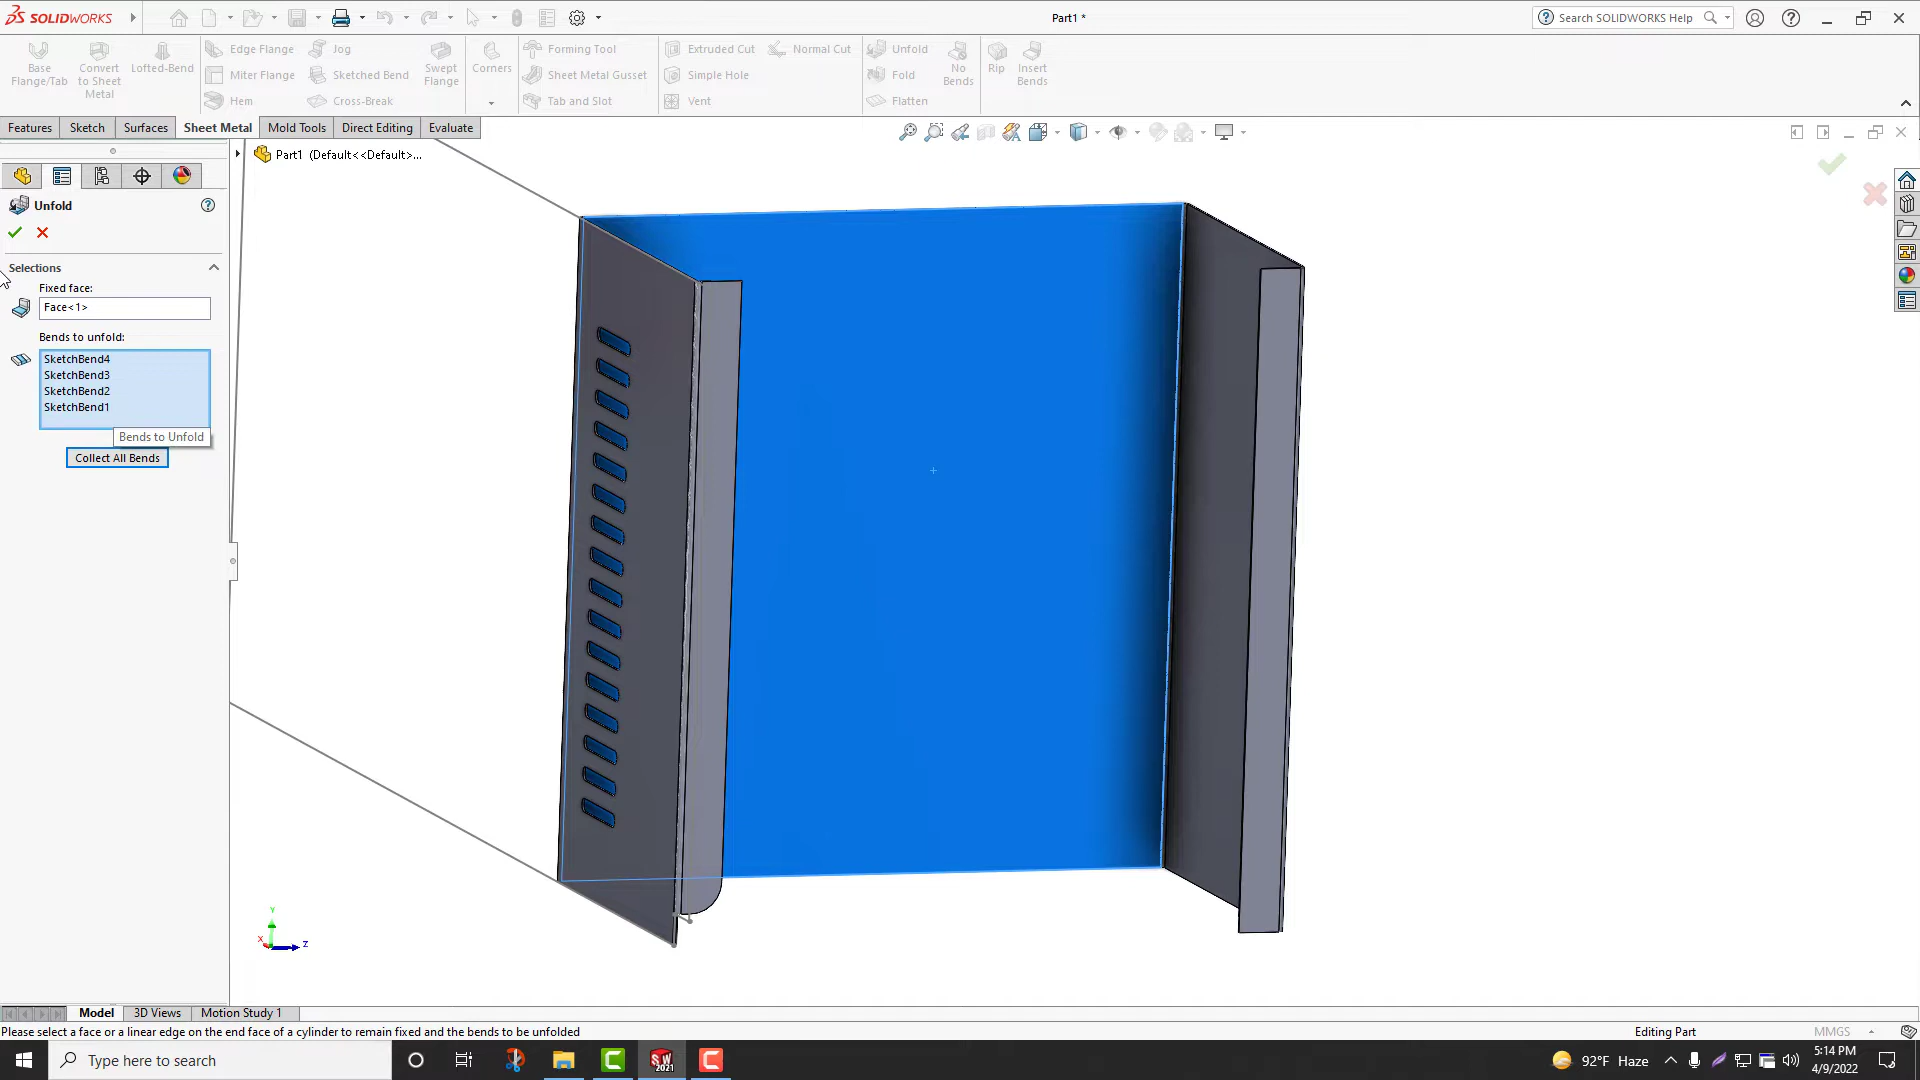 SOLIDWORKS
Part1 *
Search SOLIDWORKS Help
Base Flange/Tab
Convert to Sheet Metal
Lofted-Bend
Edge Flange
Miter Flange
Hem
Jog
Sketched Bend
Cross-Break
Swept Flange
Corners
Forming Tool
Sheet Metal Gusset
Tab and Slot
Extruded Cut
Simple Hole
Vent
Normal Cut
Unfold
Fold
Flatten
No Bends
Rip
Insert Bends
Features
Sketch
Surfaces
Sheet Metal
Mold Tools
Direct Editing
Evaluate
Part1 (Default<<Default>...
Unfold
Selections
Fixed face:
Face<1>
Bends to unfold:
SketchBend4
SketchBend3
SketchBend2
SketchBend1
Bends to Unfold
Collect All Bends
Y
X
Z
Model
3D Views
Motion Study 1
Please select a face or a linear edge on the end face of a cylinder to remain fixed and the bends to be unfolded
Editing Part
MMGS
Type here to search
SW
2021
92°F Haze
5:14 PM
4/9/2022